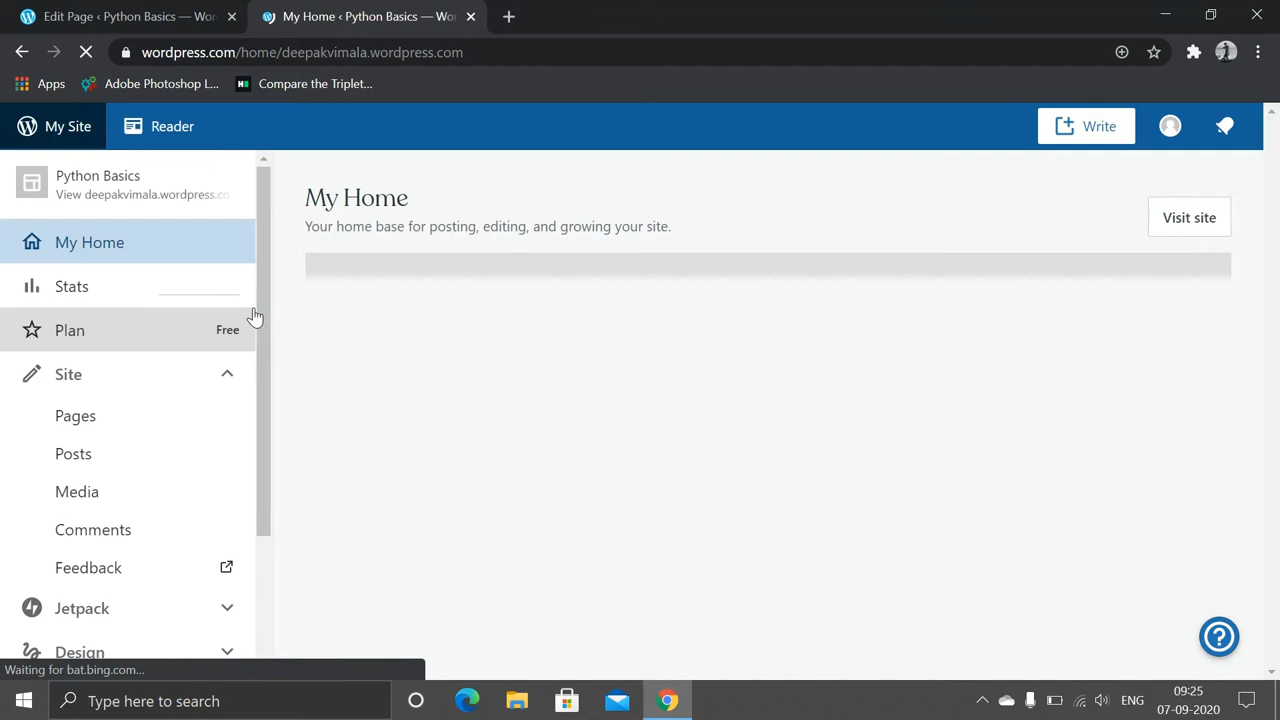 Edit Page ‹ Python Basics — Wor
My Home ‹ Python Basics — Wo
wordpress.com/home/deepakvimala.wordpress.com
Apps
Adobe Photoshop L...
Compare the Triplet...
My Site
Reader
Write
Python Basics
View deepakvimala.wordpress.co
My Home
Your home base for posting, editing, and growing your site.
Visit site
My Home
Stats
Plan
Free
Site
Pages
Posts
Media
Comments
Feedback
Jetpack
Design
Waiting for bat.bing.com...
Type here to search
ENG
09:25
07-09-2020